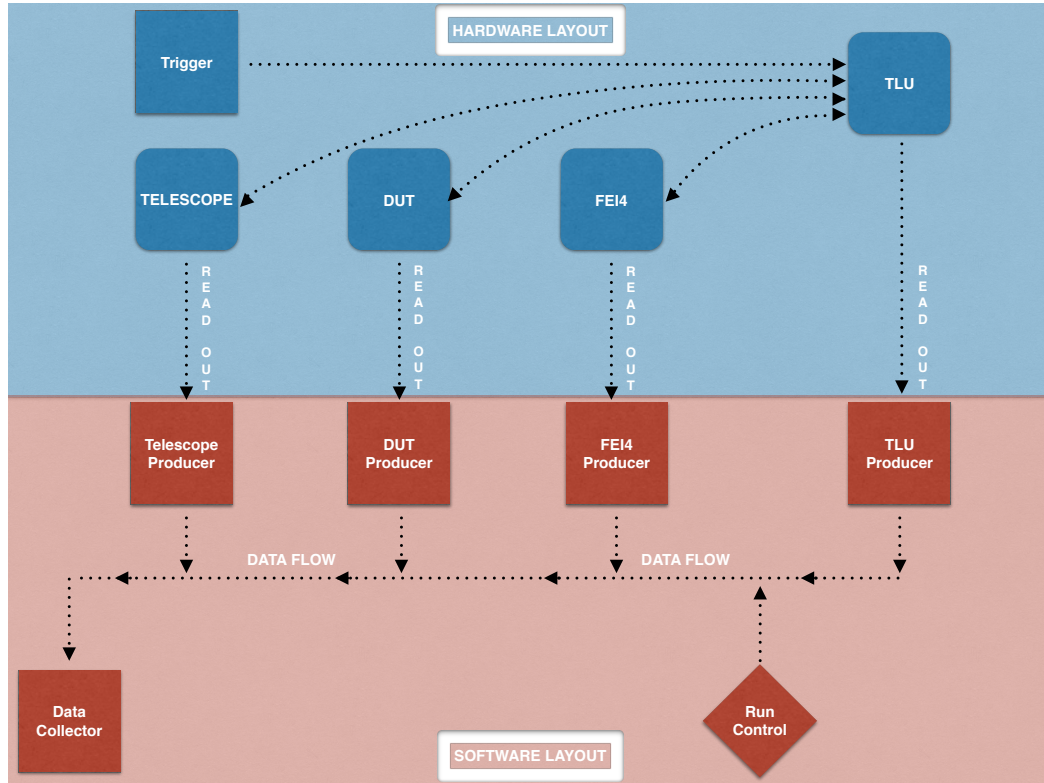 HARDWARE LAYOUT
Trigger
TLU
TELESCOPE
DUT
FEI4
READ OUT
READ OUT
READ OUT
READ OUT
Telescope
Producer
DUT
Producer
FEI4
Producer
TLU
Producer
DATA FLOW
DATA FLOW
Data
Collector
Run
Control
SOFTWARE LAYOUT